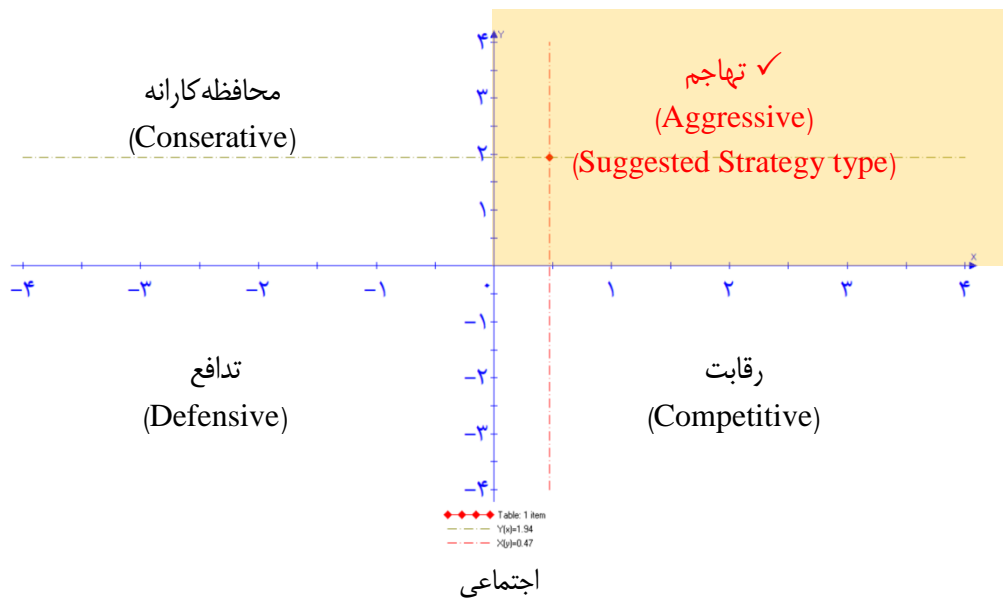 Y
۴
۳
۲
۱
محافظه‌کارانه
(Conserative)
✓ تهاجم
(Aggressive)
(Suggested Strategy type)
X
−۴ −۳ −۲ −۱ ۰ ۱ ۲ ۳ ۴
−۱
−۲
−۳
−۴
تدافع
(Defensive)
رقابت
(Competitive)
Table: 1 item
Y(x)=1.94
X(y)=0.47
اجتماعی